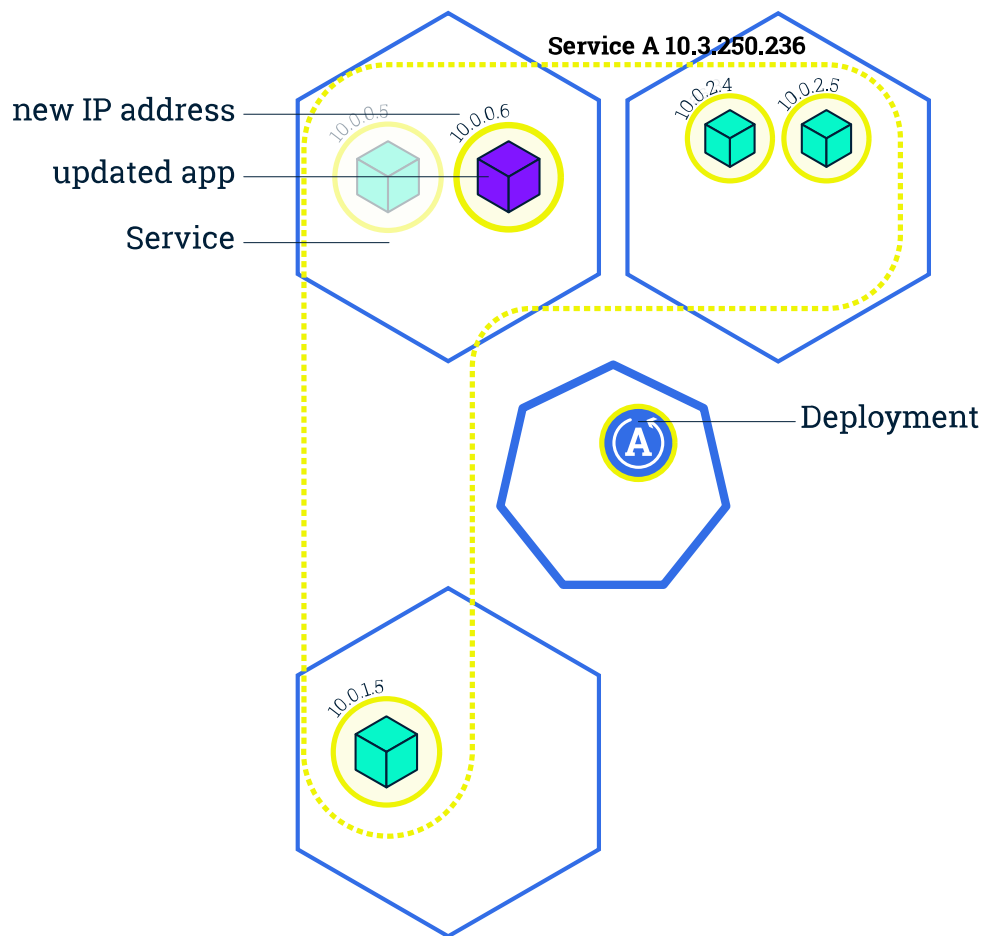 Service A 10.3.250.236
new IP address
10.0.0.5
10.0.0.6
10.0.2.4
10.0.2.5
updated app
Service
Deployment
A
10.0.1.5